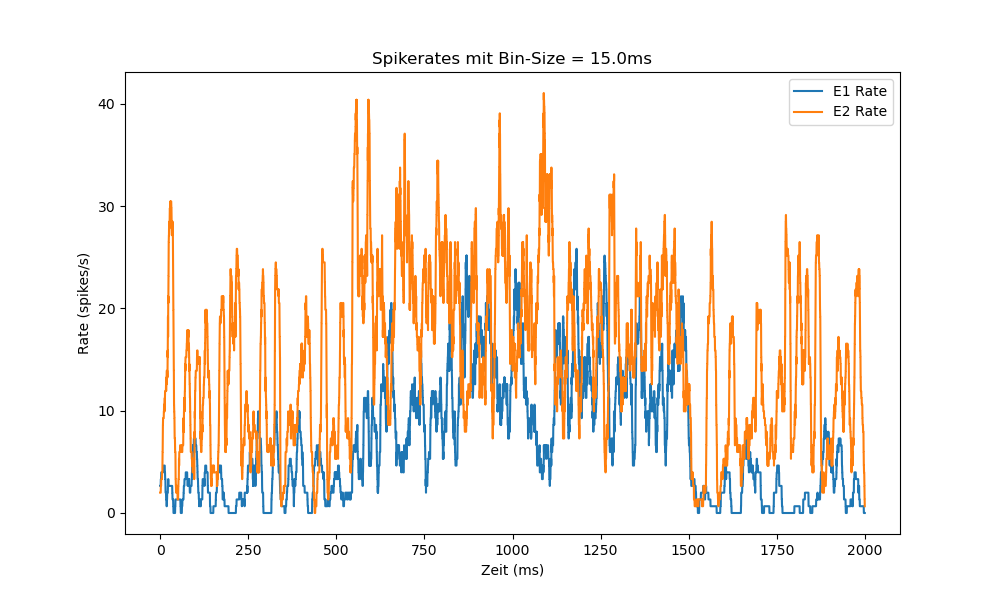 Spikerates mit Bin-Size = 15.0ms
E1 Rate
E2 Rate
Rate (spikes/s)
40
30
20
10
0
0 250 500 750 1000 1250 1500 1750 2000
Zeit (ms)